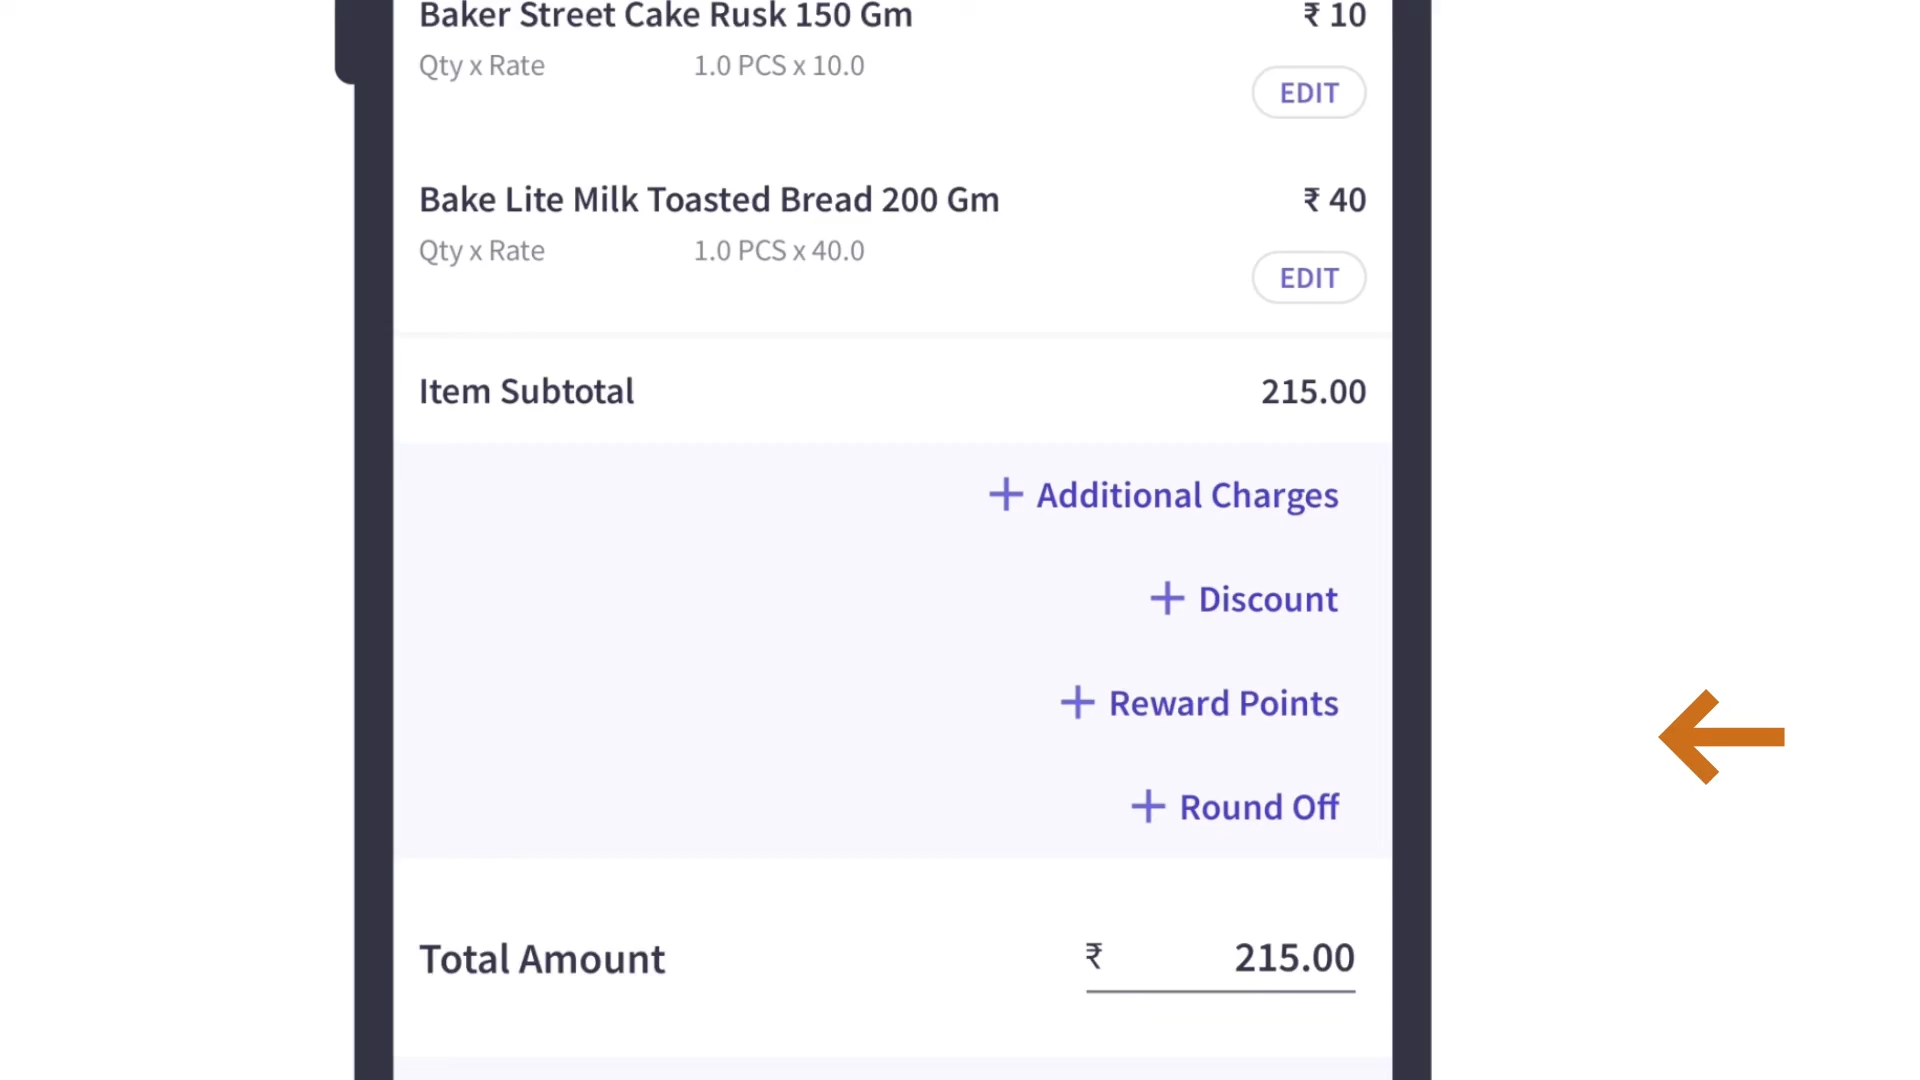 Baker Street Cake Rusk 150 Gm ₹ 10
Qty x Rate 1.0 PCS x 10.0
EDIT
Bake Lite Milk Toasted Bread 200 Gm ₹ 40
Qty x Rate 1.0 PCS x 40.0
EDIT
Item Subtotal 215.00
+ Additional Charges
+ Discount
+ Reward Points
+ Round Off
Total Amount ₹ 215.00